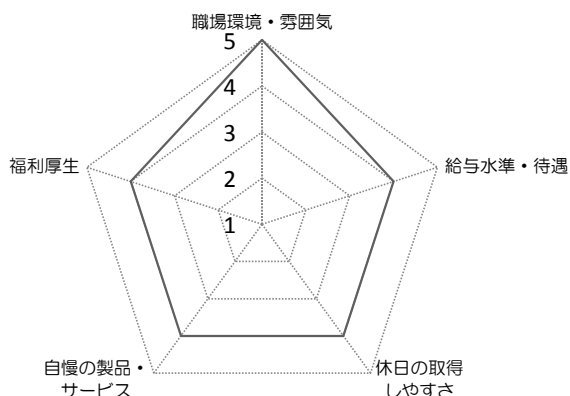 職場環境・雰囲気
5
4
3
2
1
福利厚生
給与水準・待遇
自慢の製品・
サービス
休日の取得
しやすさ